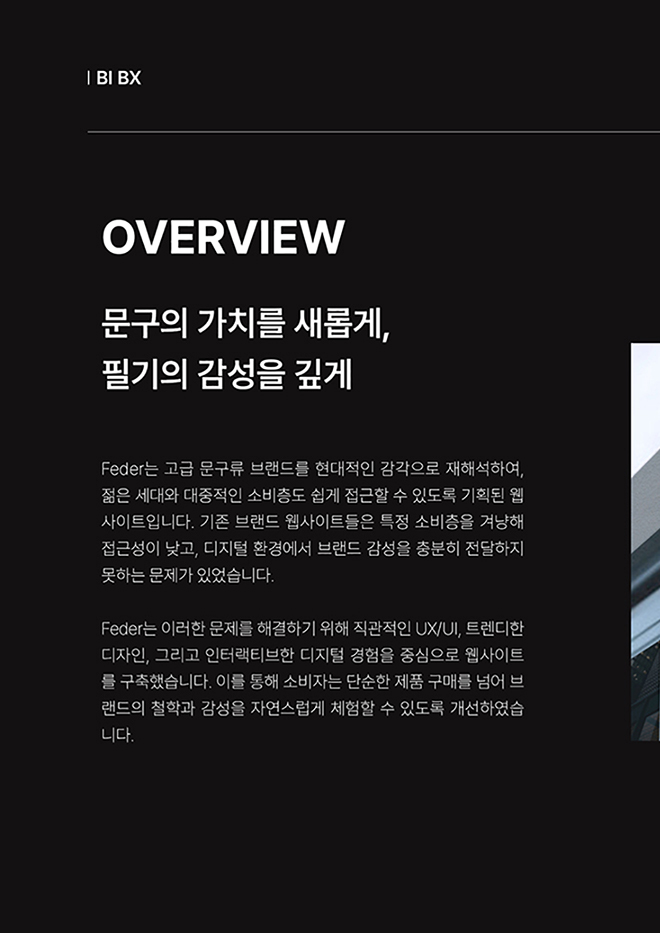 | BI BX
OVERVIEW
문구의 가치를 새롭게,
필기의 감성을 깊게
Feder는 고급 문구류 브랜드를 현대적인 감각으로 재해석하여,
젊은 세대와 대중적인 소비층도 쉽게 접근할 수 있도록 기획된 웹
사이트입니다. 기존 브랜드 웹사이트들은 특정 소비층을 겨냥해
접근성이 낮고, 디지털 환경에서 브랜드 감성을 충분히 전달하지
못하는 문제가 있었습니다.
Feder는 이러한 문제를 해결하기 위해 직관적인 UX/UI, 트렌디한
디자인, 그리고 인터랙티브한 디지털 경험을 중심으로 웹사이트
를 구축했습니다. 이를 통해 소비자는 단순한 제품 구매를 넘어 브
랜드의 철학과 감성을 자연스럽게 체험할 수 있도록 개선하였습
니다.